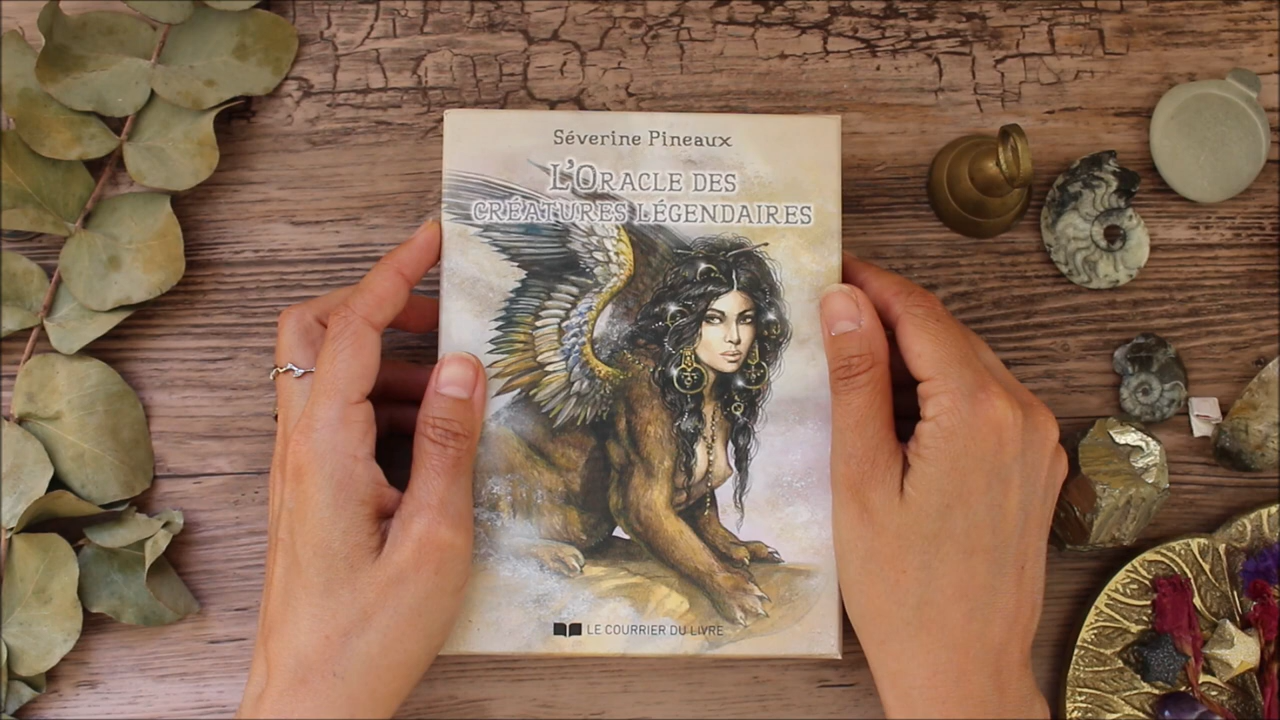 Séverine Pineaux
L'Oracle des
créatures légendaires
LE COURRIER DU LIVRE